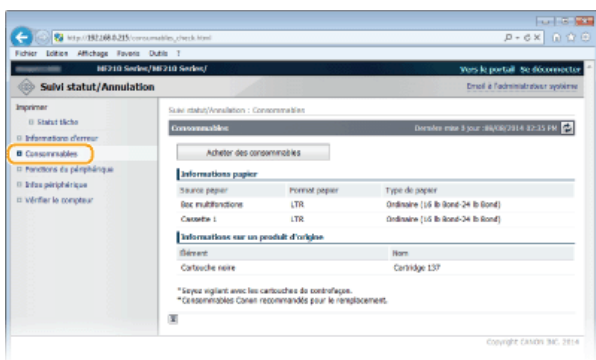 http://192.168.0.215/consommables_check.html
Fichier Edition Affichage Favoris Outils ?
MF210 Series/MF210 Series/
Vers le portail Se déconnecter
Suivi statut/Annulation
Email à l'administrateur système
Imprimer
Statut tâche
Informations d'erreur
Consommables
Fonctions du périphérique
Infos périphérique
Vérifier le compteur
Suivi statut/Annulation : Consommables
Consommables
Dernière mise à jour :06/08/2014 02:35 PM
Acheter des consommables
Informations papier
Source papier Format papier Type de papier
Bac multifonctions LTR Ordinaire (16 lb Bond-24 lb Bond)
Cassette 1 LTR Ordinaire (16 lb Bond-24 lb Bond)
Informations sur un produit d'origine
Élément Nom
Cartouche noire Cartridge 137
*Soyez vigilant avec les cartouches de contrefaçon.
*Consommables Canon recommandés pour le remplacement.
Copyright CANON INC. 2014